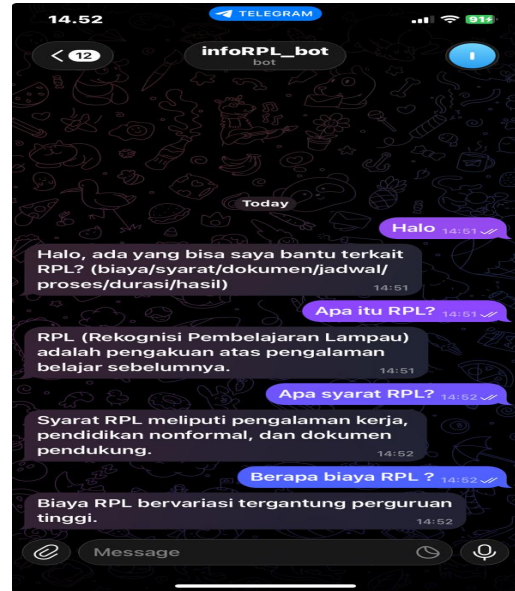 14.52
TELEGRAM
91
12
infoRPL_bot
bot
I
Today
Halo 14:51
Halo, ada yang bisa saya bantu terkait
RPL? (biaya/syarat/dokumen/jadwal/
proses/durasi/hasil) 14:51
Apa itu RPL? 14:51
RPL (Rekognisi Pembelajaran Lampau)
adalah pengakuan atas pengalaman
belajar sebelumnya. 14:51
Apa syarat RPL? 14:52
Syarat RPL meliputi pengalaman kerja,
pendidikan nonformal, dan dokumen
pendukung. 14:52
Berapa biaya RPL ? 14:52
Biaya RPL bervariasi tergantung perguruan
tinggi. 14:52
Message